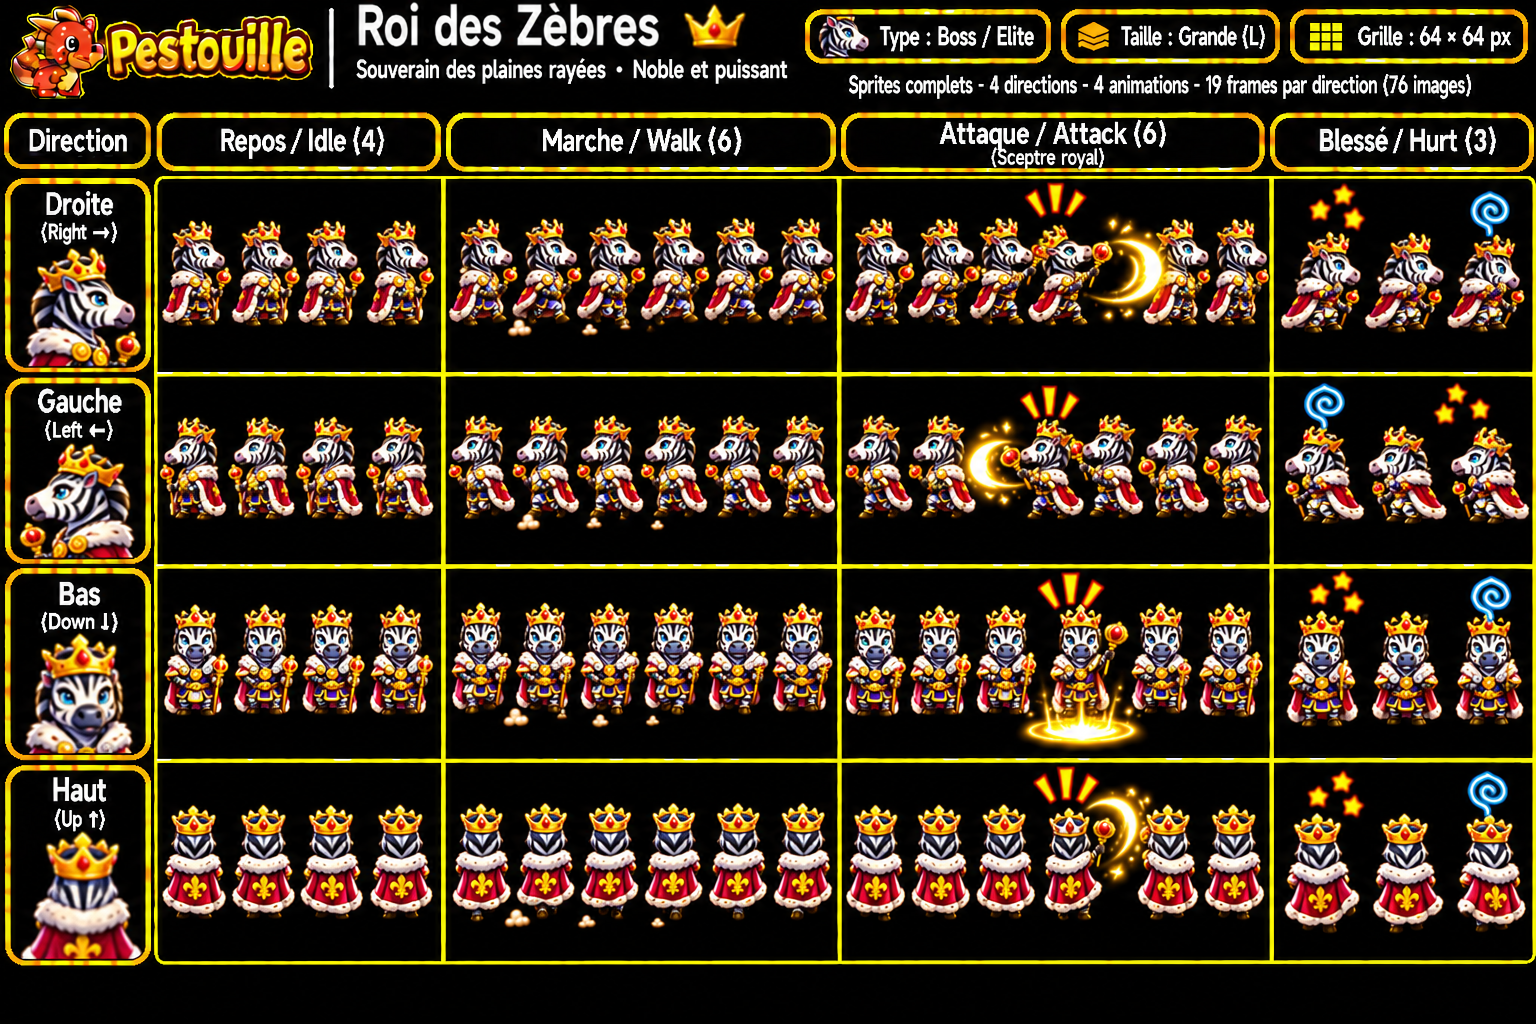 Pestouille
Roi des Zèbres
Souverain des plaines rayées • Noble et puissant
Type : Boss / Elite
Taille : Grande (L)
Grille : 64 × 64 px
Sprites complets - 4 directions - 4 animations - 19 frames par direction (76 images)
Direction
Repos / Idle (4)
Marche / Walk (6)
Attaque / Attack (6)
(Sceptre royal)
Blessé / Hurt (3)
Droite
(Right →)
Gauche
(Left ←)
Bas
(Down ↓)
Haut
(Up ↑)